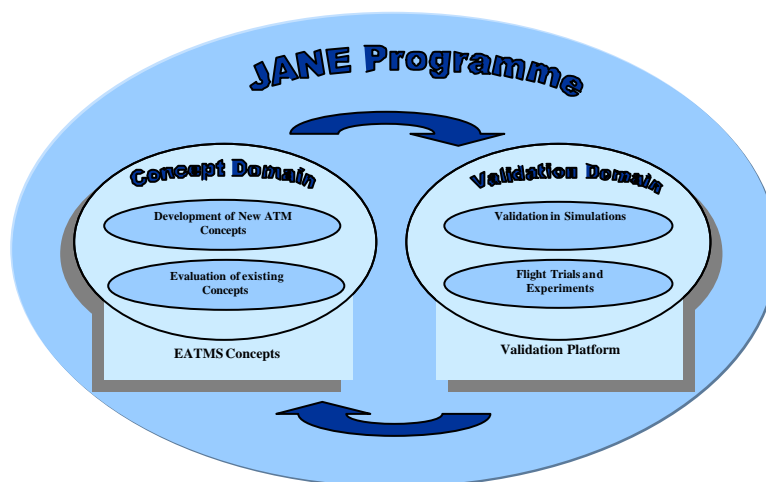 JANE Programme
Concept Domain
Development of New ATM
Concepts
Evaluation of existing
Concepts
EATMS Concepts
Validation Domain
Validation in Simulations
Flight Trials and
Experiments
Validation Platform